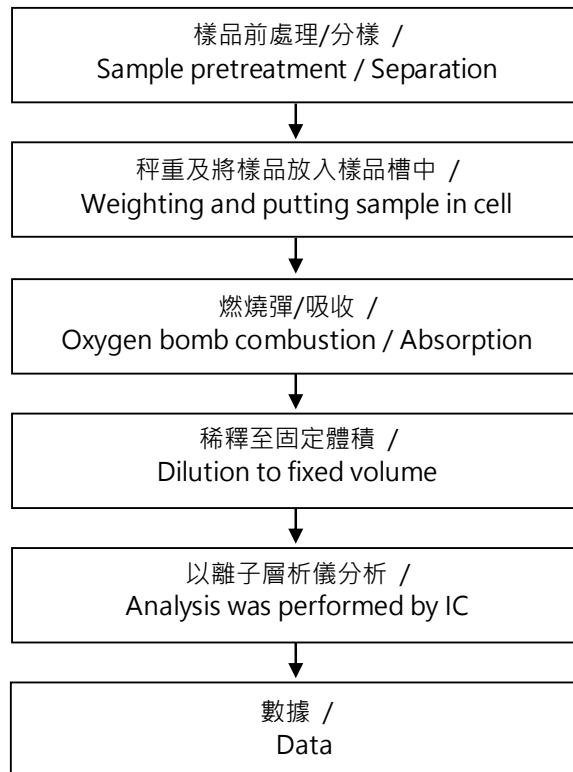 樣品前處理/分樣 /
Sample pretreatment / Separation
秤重及將樣品放入樣品槽中 /
Weighting and putting sample in cell
燃燒彈/吸收 /
Oxygen bomb combustion / Absorption
稀釋至固定體積 /
Dilution to fixed volume
以離子層析儀分析 /
Analysis was performed by IC
數據 /
Data